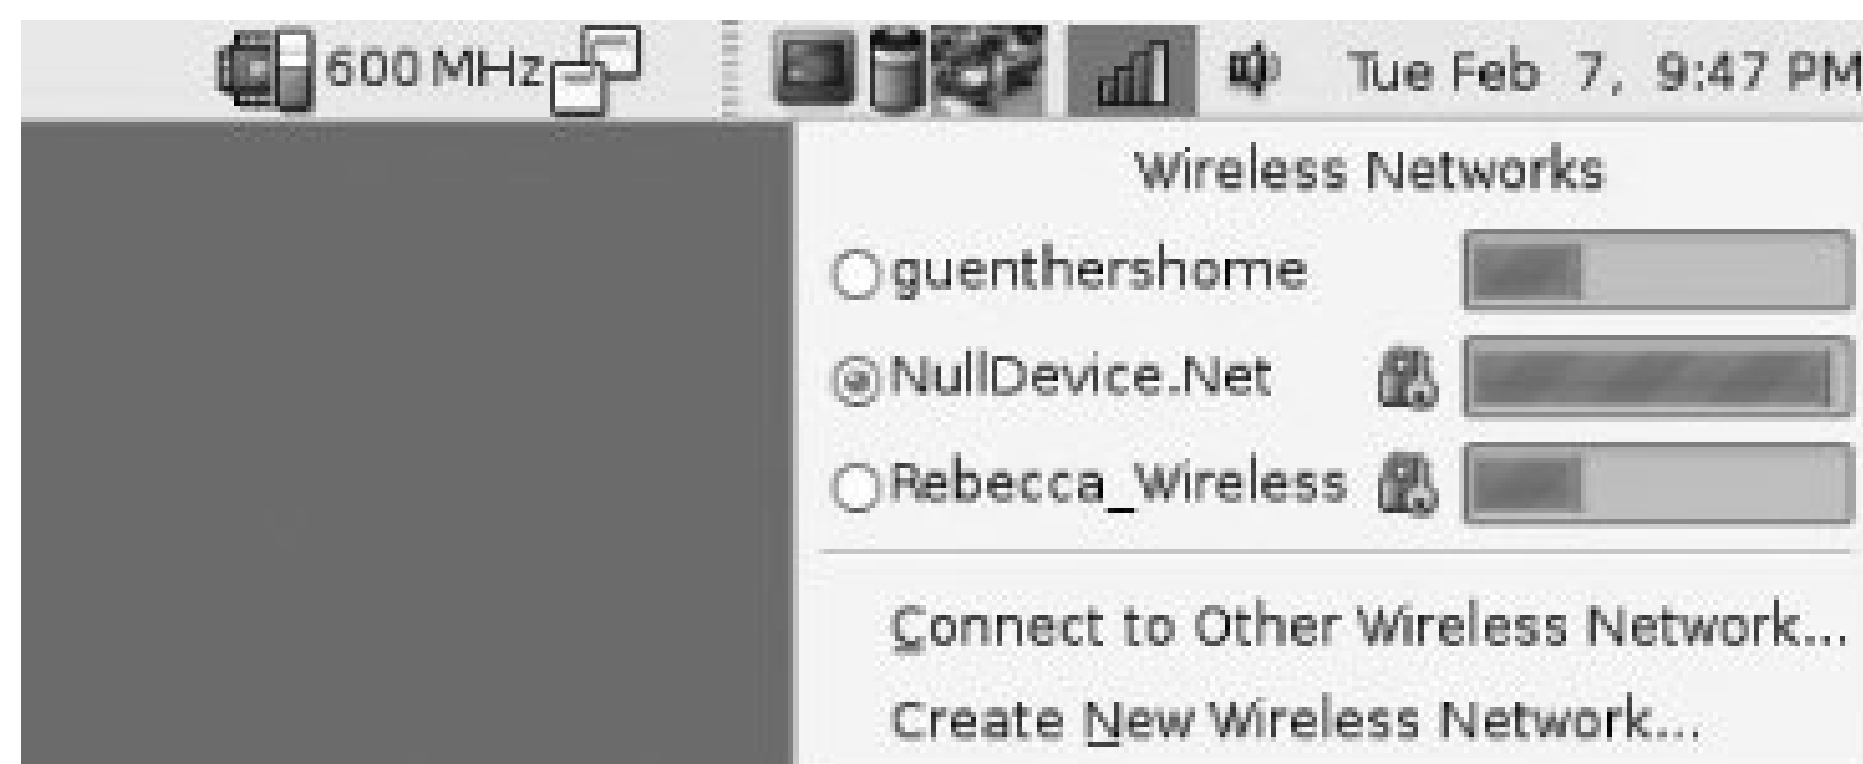 600 MHz Tue Feb 7, 9:47 PM
Wireless Networks
guenthershome
NullDevice.Net
Rebecca_Wireless
Connect to Other Wireless Network...
Create New Wireless Network...